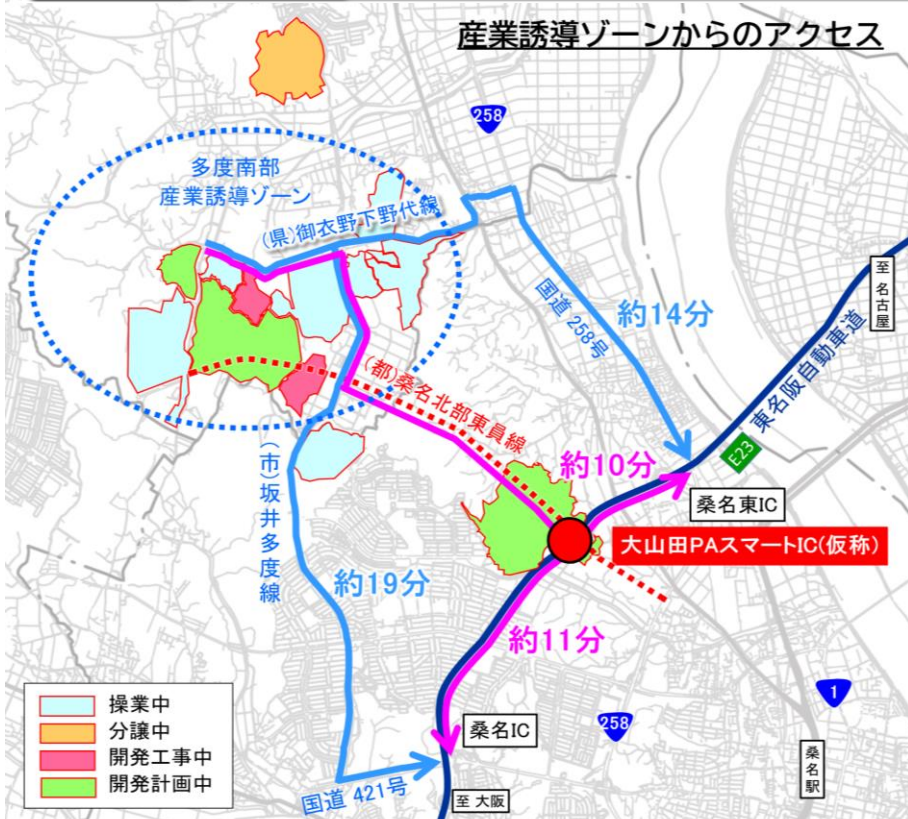 産業誘導ゾーンからのアクセス
258
多度南部
産業誘導ゾーン
(県)御衣野下野代線
国道 258号
約14分
至 名古屋
東名阪自動車道
E23
(都)桑名北部東員線
約10分
桑名東IC
大山田PAスマートIC(仮称)
(市)坂井多度線
約19分
約11分
操業中
分譲中
開発工事中
開発計画中
桑名IC
258
1
国道 421号
至 大阪
桑名駅